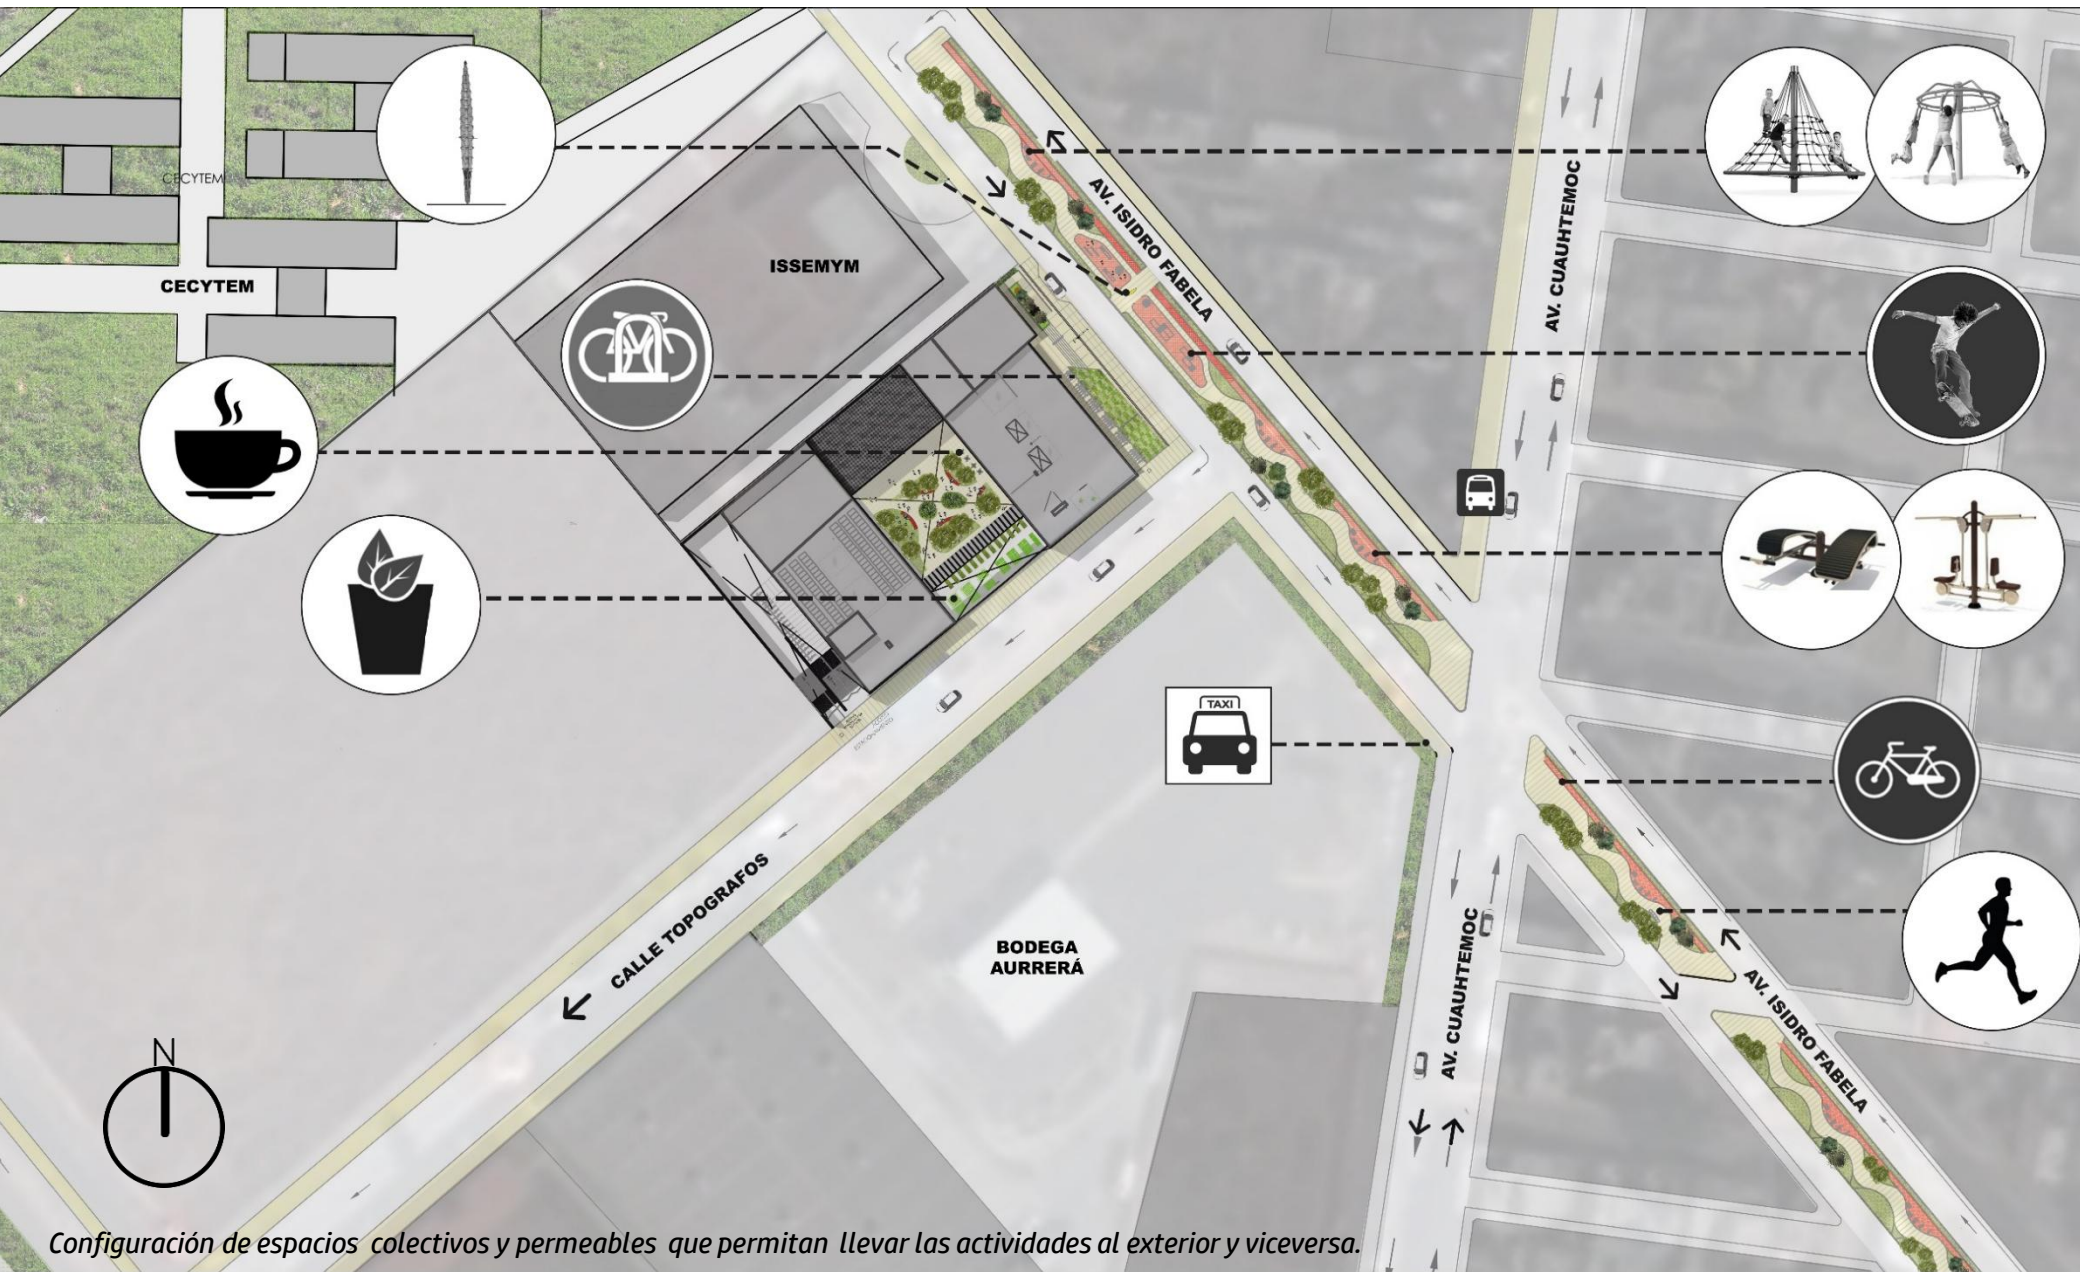 CECYTEM
CECYTEM
ISSEMYM
AV. ISIDRO FABELA
AV. CUAUHTEMOC
TAXI
CALLE TOPOGRAFOS
BODEGA
AURRERÁ
AV. CUAUHTEMOC
AV. ISIDRO FABELA
N
Configuración de espacios colectivos y permeables que permitan llevar las actividades al exterior y viceversa.